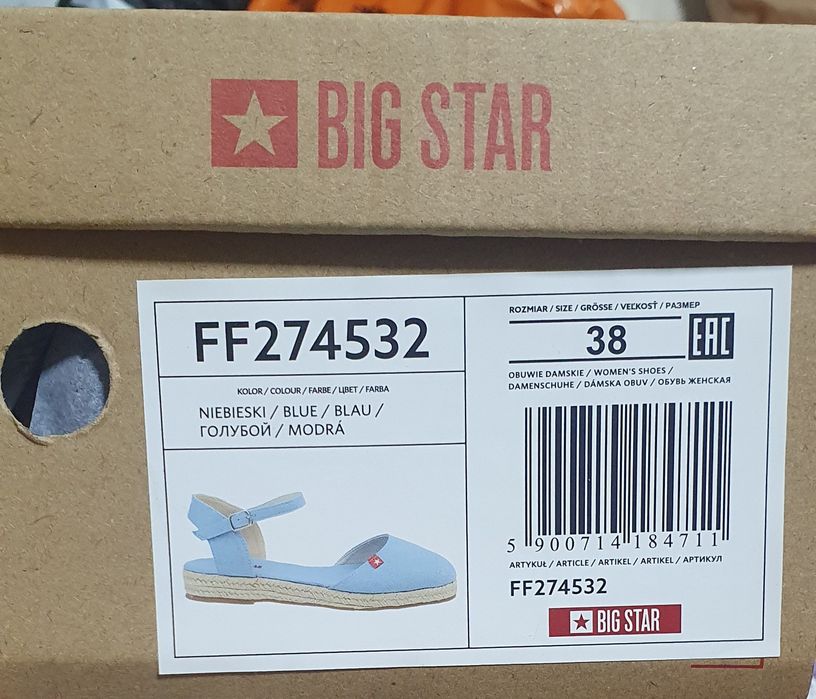 BIG STAR
FF274532
KOLOR / COLOUR / FARBE / ЦВЕТ / FARBA
NIEBIESKI / BLUE / BLAU /
ГОЛУБОЙ / MODRÁ
ROZMIAR / SIZE / GRÖSSE / VEĽKOSŤ / РАЗМЕР
38
EAC
OBUWIE DAMSKIE / WOMEN'S SHOES /
DAMENSCHUHE / DÁMSKA OBUV / ОБУВЬ ЖЕНСКАЯ
5 900714 184711
ARTYKUŁ / ARTICLE / ARTIKEL / ARTIKEL / АРТИКУЛ
FF274532
BIG STAR